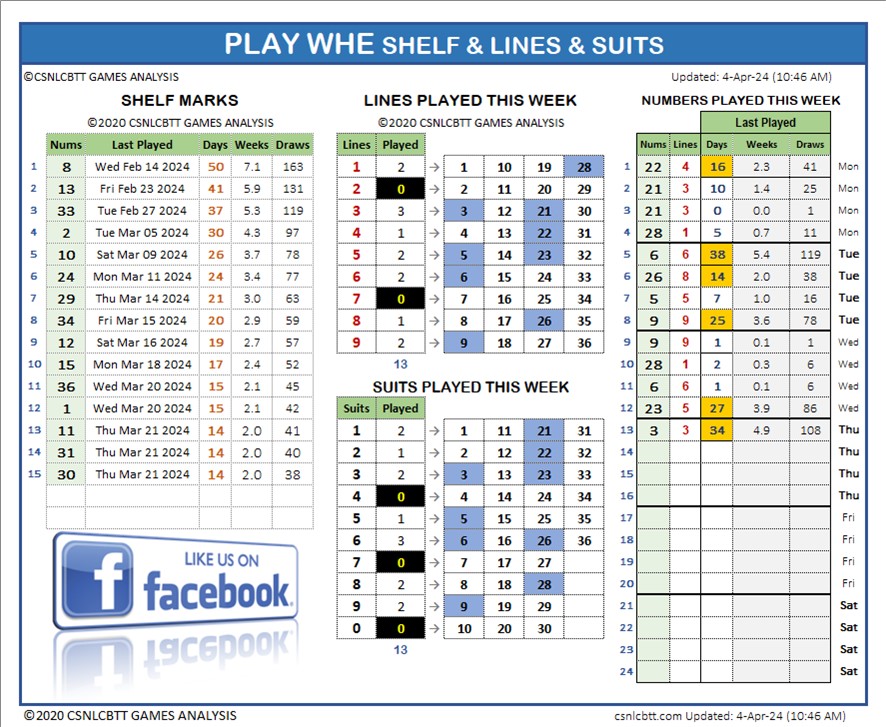 PLAY WHE SHELF & LINES & SUITS
©CSNLCBTT GAMES ANALYSIS
Updated: 4-Apr-24 (10:46 AM)
SHELF MARKS
©2020 CSNLCBTT GAMES ANALYSIS
Nums Last Played Days Weeks Draws
1 8 Wed Feb 14 2024 50 7.1 163
2 13 Fri Feb 23 2024 41 5.9 131
3 33 Tue Feb 27 2024 37 5.3 119
4 2 Tue Mar 05 2024 30 4.3 97
5 10 Sat Mar 09 2024 26 3.7 78
6 24 Mon Mar 11 2024 24 3.4 77
7 29 Thu Mar 14 2024 21 3.0 63
8 34 Fri Mar 15 2024 20 2.9 59
9 12 Sat Mar 16 2024 19 2.7 57
10 15 Mon Mar 18 2024 17 2.4 52
11 36 Wed Mar 20 2024 15 2.1 45
12 1 Wed Mar 20 2024 15 2.1 42
13 11 Thu Mar 21 2024 14 2.0 41
14 31 Thu Mar 21 2024 14 2.0 40
15 30 Thu Mar 21 2024 14 2.0 38
LIKE US ON
facebook.
LINES PLAYED THIS WEEK
©2020 CSNLCBTT GAMES ANALYSIS
Lines Played
1 2 → 1 10 19 28
2 0 → 2 11 20 29
3 3 → 3 12 21 30
4 1 → 4 13 22 31
5 2 → 5 14 23 32
6 2 → 6 15 24 33
7 0 → 7 16 25 34
8 1 → 8 17 26 35
9 2 → 9 18 27 36
13
SUITS PLAYED THIS WEEK
Suits Played
1 2 → 1 11 21 31
2 1 → 2 12 22 32
3 2 → 3 13 23 33
4 0 → 4 14 24 34
5 1 → 5 15 25 35
6 3 → 6 16 26 36
7 0 → 7 17 27
8 2 → 8 18 28
9 2 → 9 19 29
0 0 → 10 20 30
13
NUMBERS PLAYED THIS WEEK
Last Played
Nums Lines Days Weeks Draws
1 22 4 16 2.3 41 Mon
2 21 3 10 1.4 25 Mon
3 21 3 0 0.0 1 Mon
4 28 1 5 0.7 11 Mon
5 6 6 38 5.4 119 Tue
6 26 8 14 2.0 38 Tue
7 5 5 7 1.0 16 Tue
8 9 9 25 3.6 78 Tue
9 9 9 1 0.1 1 Wed
10 28 1 2 0.3 6 Wed
11 6 6 1 0.1 6 Wed
12 23 5 27 3.9 86 Wed
13 3 3 34 4.9 108 Thu
14 Thu
15 Thu
16 Thu
17 Fri
18 Fri
19 Fri
20 Fri
21 Sat
22 Sat
23 Sat
24 Sat
©2020 CSNLCBTT GAMES ANALYSIS
csnlcbtt.com Updated: 4-Apr-24 (10:46 AM)